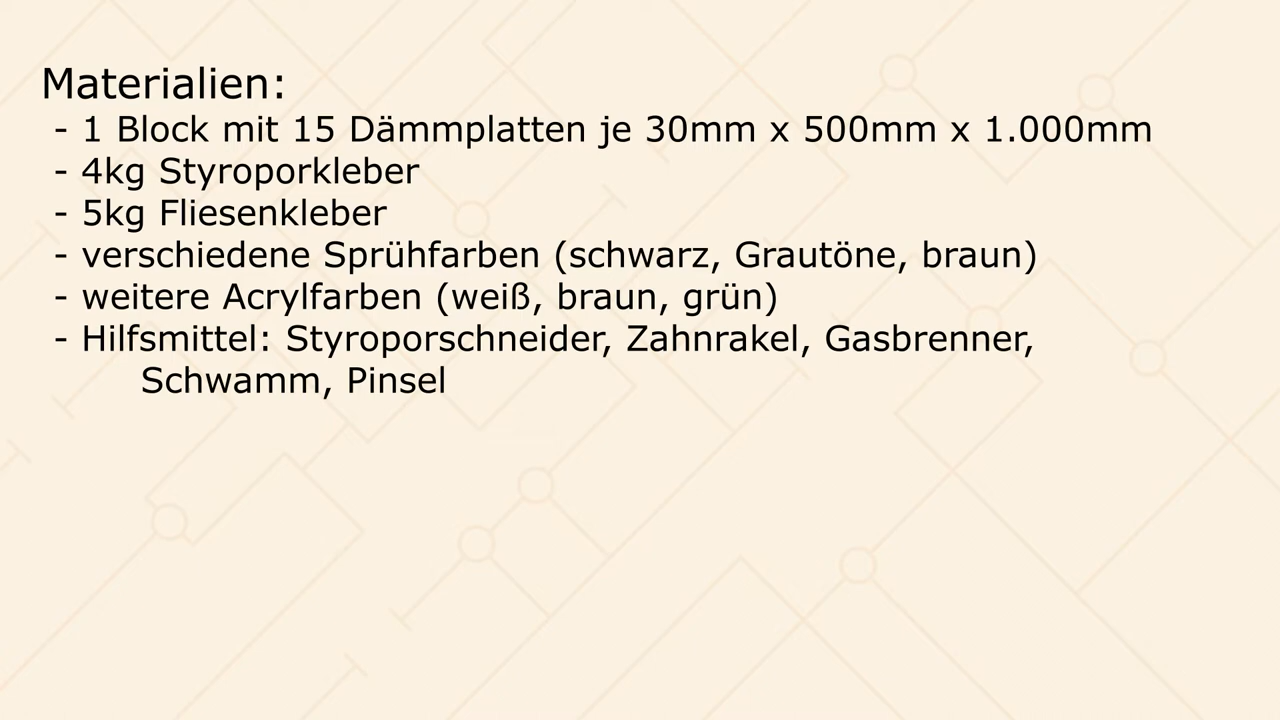 Materialien:
- 1 Block mit 15 Dämmplatten je 30mm x 500mm x 1.000mm
- 4kg Styroporkleber
- 5kg Fliesenkleber
- verschiedene Sprühfarben (schwarz, Grautöne, braun)
- weitere Acrylfarben (weiß, braun, grün)
- Hilfsmittel: Styroporschneider, Zahnrakel, Gasbrenner,
Schwamm, Pinsel